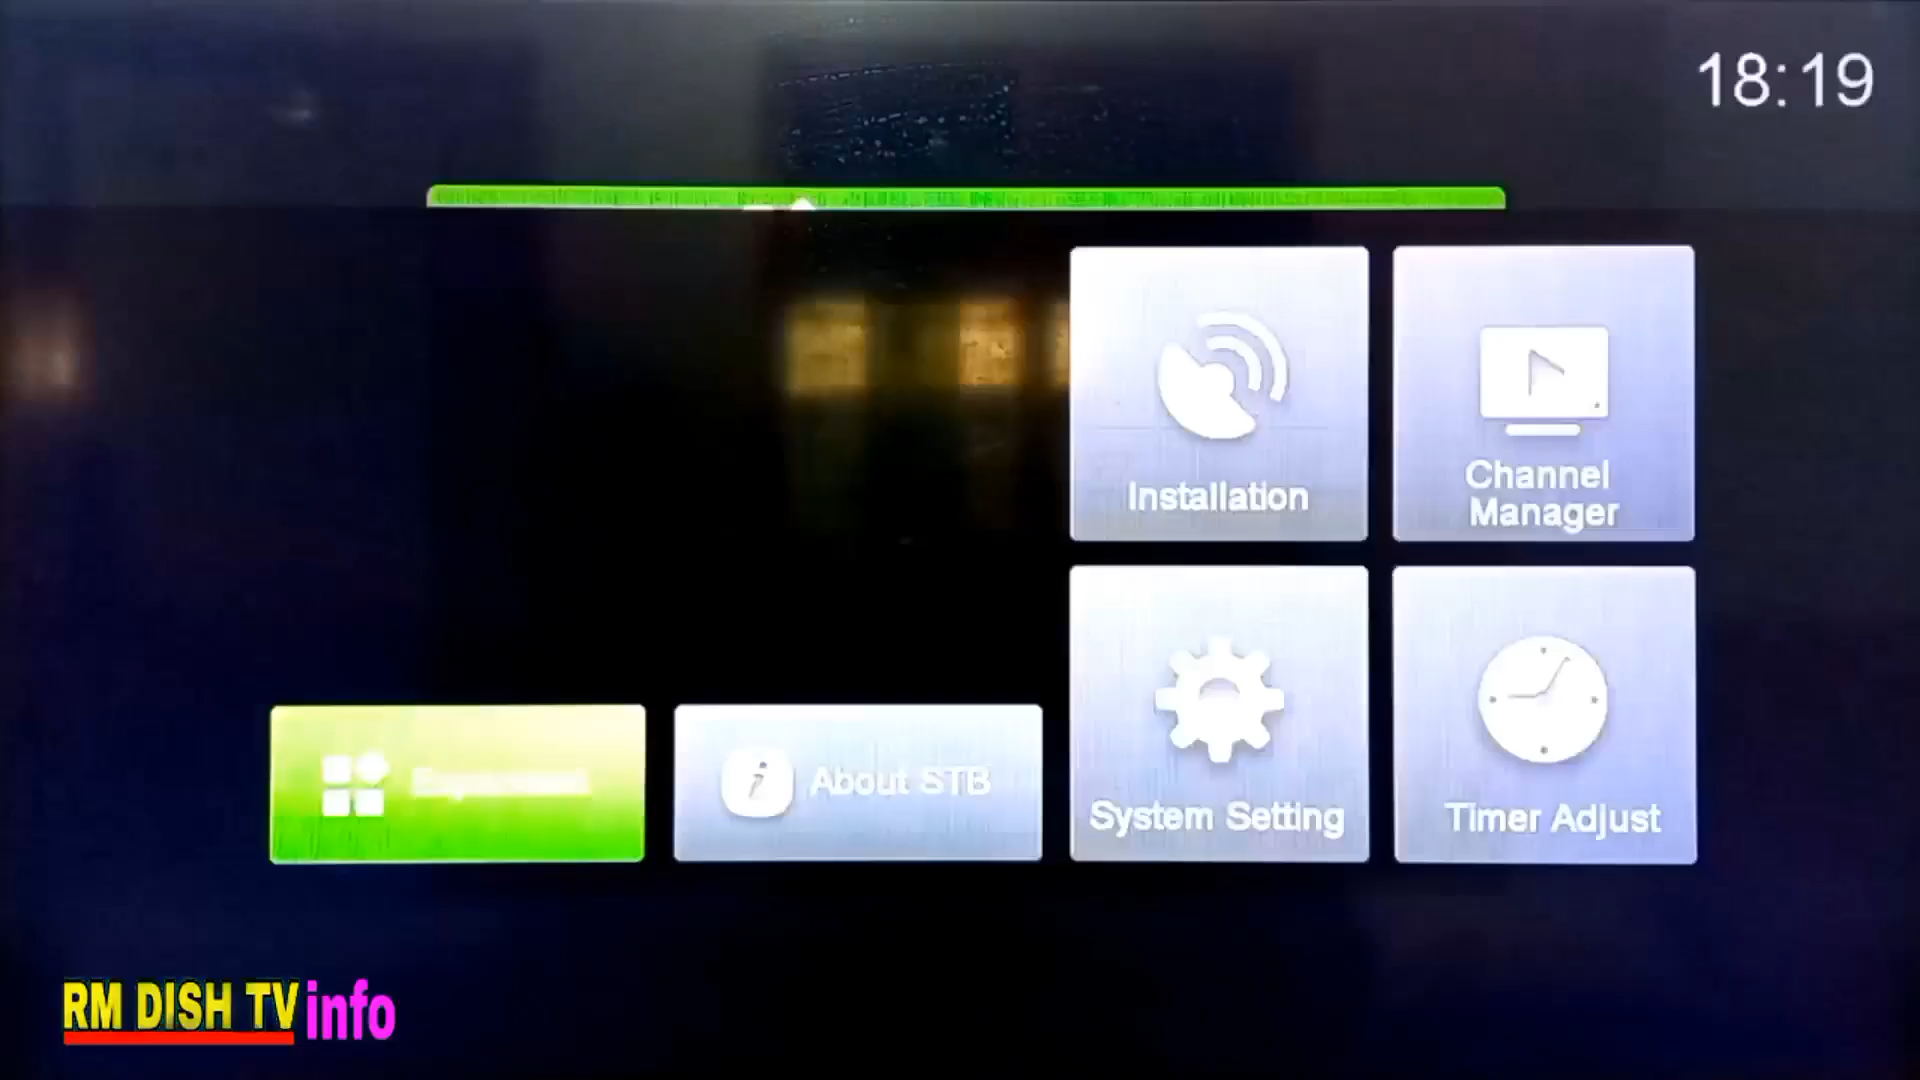 18:19
Installation
Channel
Manager
About STB
System Setting
Timer Adjust
RM DISH TV info